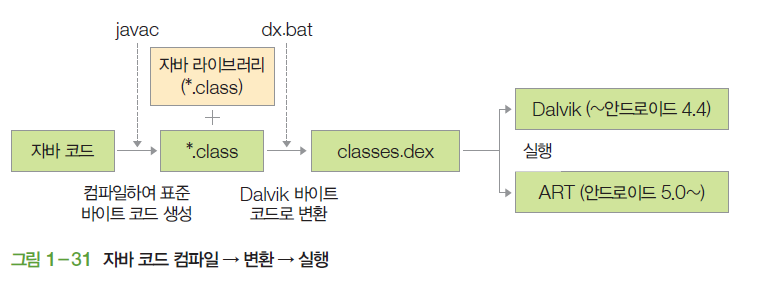 javac
dx.bat
자바 라이브러리
(*.class)
+
자바 코드
*.class
classes.dex
Dalvik (~안드로이드 4.4)
실행
ART (안드로이드 5.0~)
컴파일하여 표준
바이트 코드 생성
Dalvik 바이트
코드로 변환
그림 1-31 자바 코드 컴파일 → 변환 → 실행